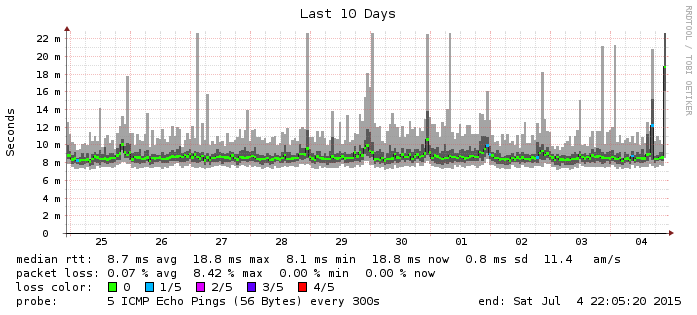 Last 10 Days
RRDTOOL / TOBI OETIKER
Seconds
22 m
20 m
18 m
16 m
14 m
12 m
10 m
8 m
6 m
4 m
2 m
0
25 26 27 28 29 30 01 02 03 04
median rtt: 8.7 ms avg 18.8 ms max 8.1 ms min 18.8 ms now 0.8 ms sd 11.4 am/s
packet loss: 0.07 % avg 8.42 % max 0.00 % min 0.00 % now
loss color: 0 1/5 2/5 3/5 4/5
probe: 5 ICMP Echo Pings (56 Bytes) every 300s end: Sat Jul 4 22:05:20 2015